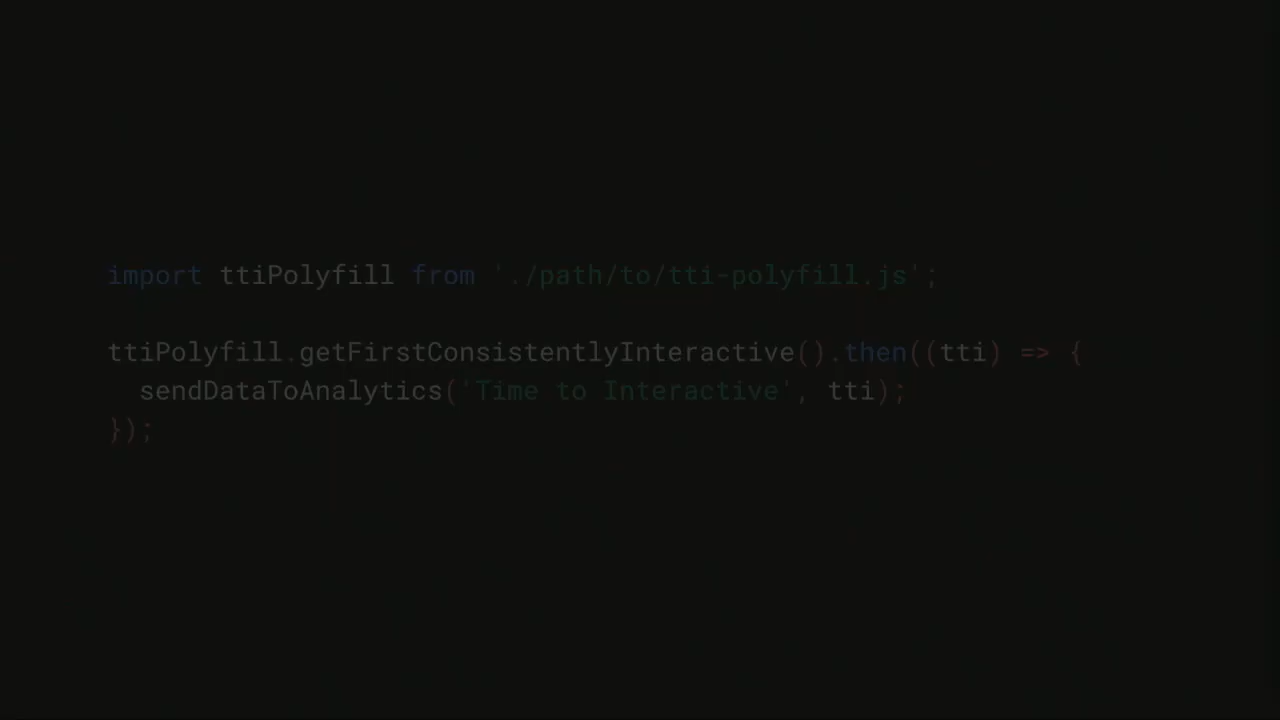 import ttiPolyfill from './path/to/tti-polyfill.js';
ttiPolyfill.getFirstConsistentlyInteractive().then((tti) => {
  sendDataToAnalytics('Time to Interactive', tti);
});